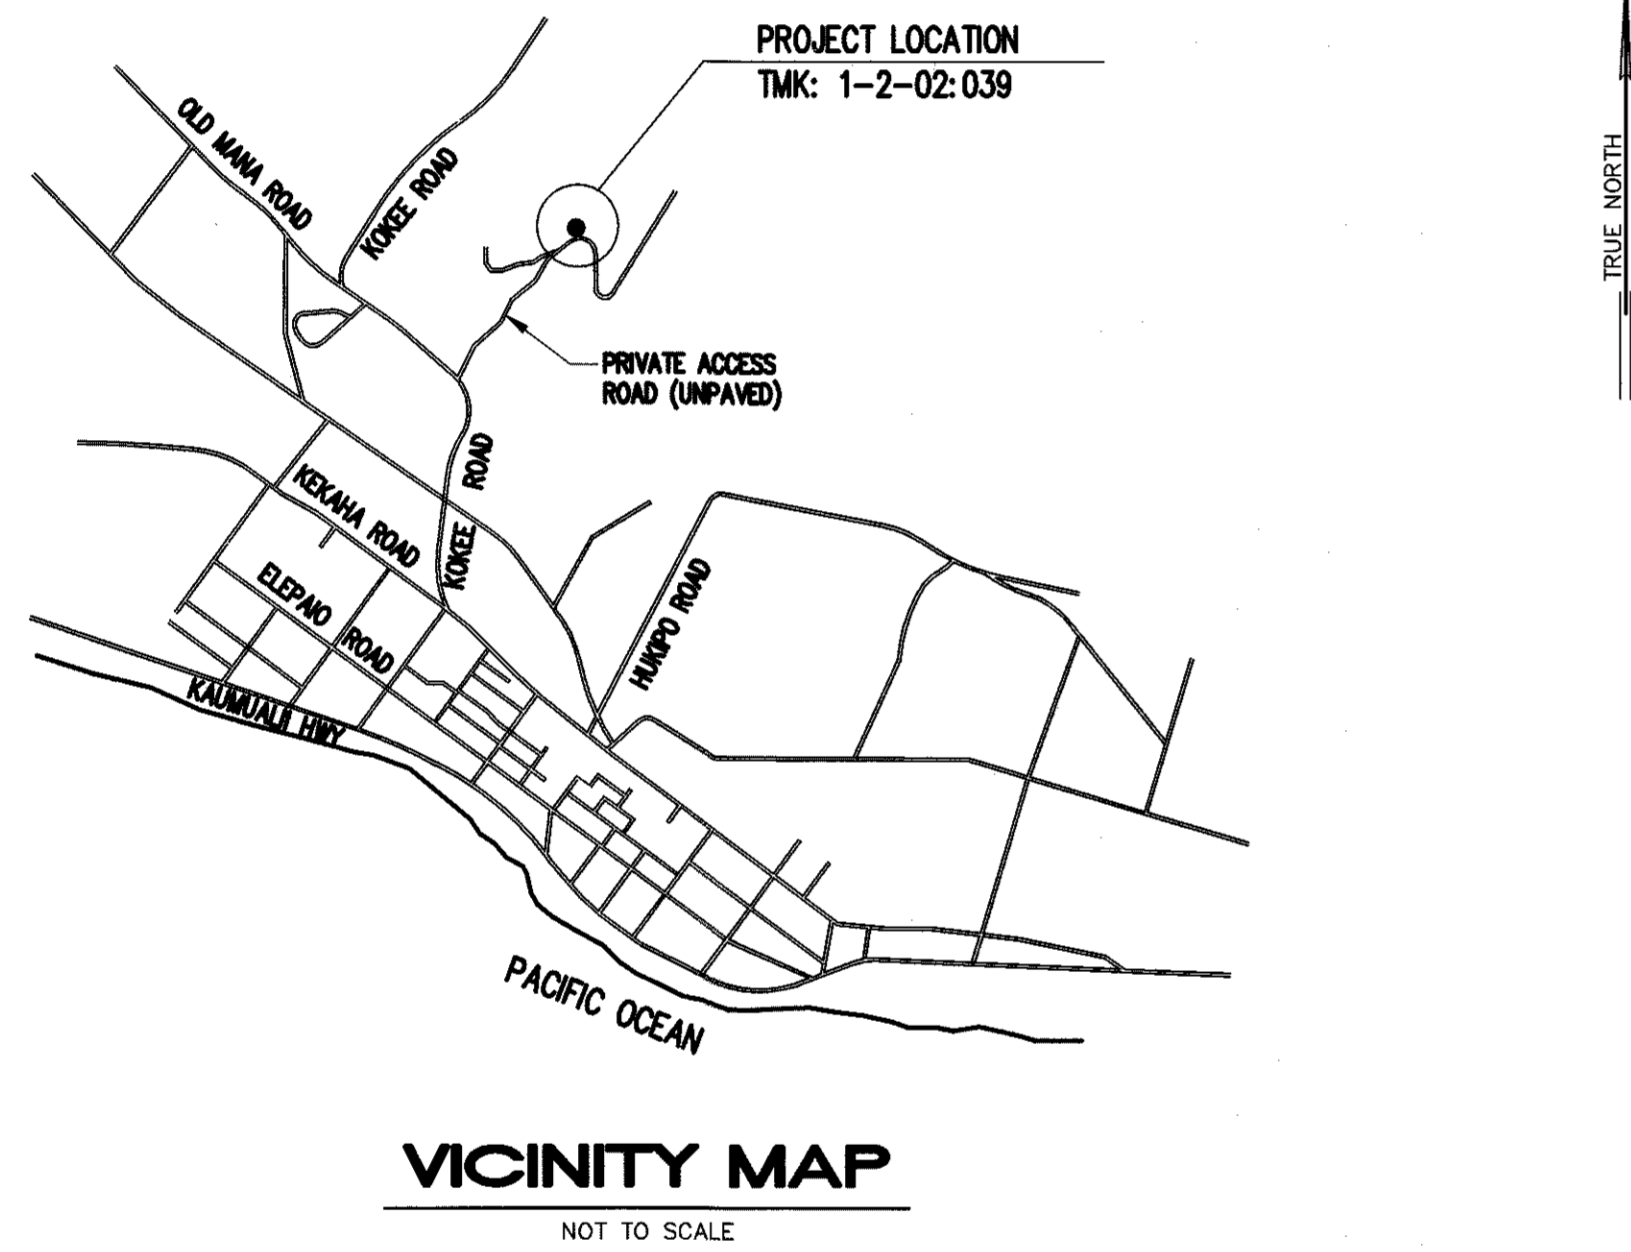 PROJECT LOCATION
TMK: 1-2-02:039
OLD MANA ROAD
KOKEE ROAD
TRUE NORTH
PRIVATE ACCESS
ROAD (UNPAVED)
KOKEE ROAD
KEKAHA ROAD
ELEPAIO ROAD
HUKIPO ROAD
KAUMUALII HWY
PACIFIC OCEAN
VICINITY MAP
NOT TO SCALE